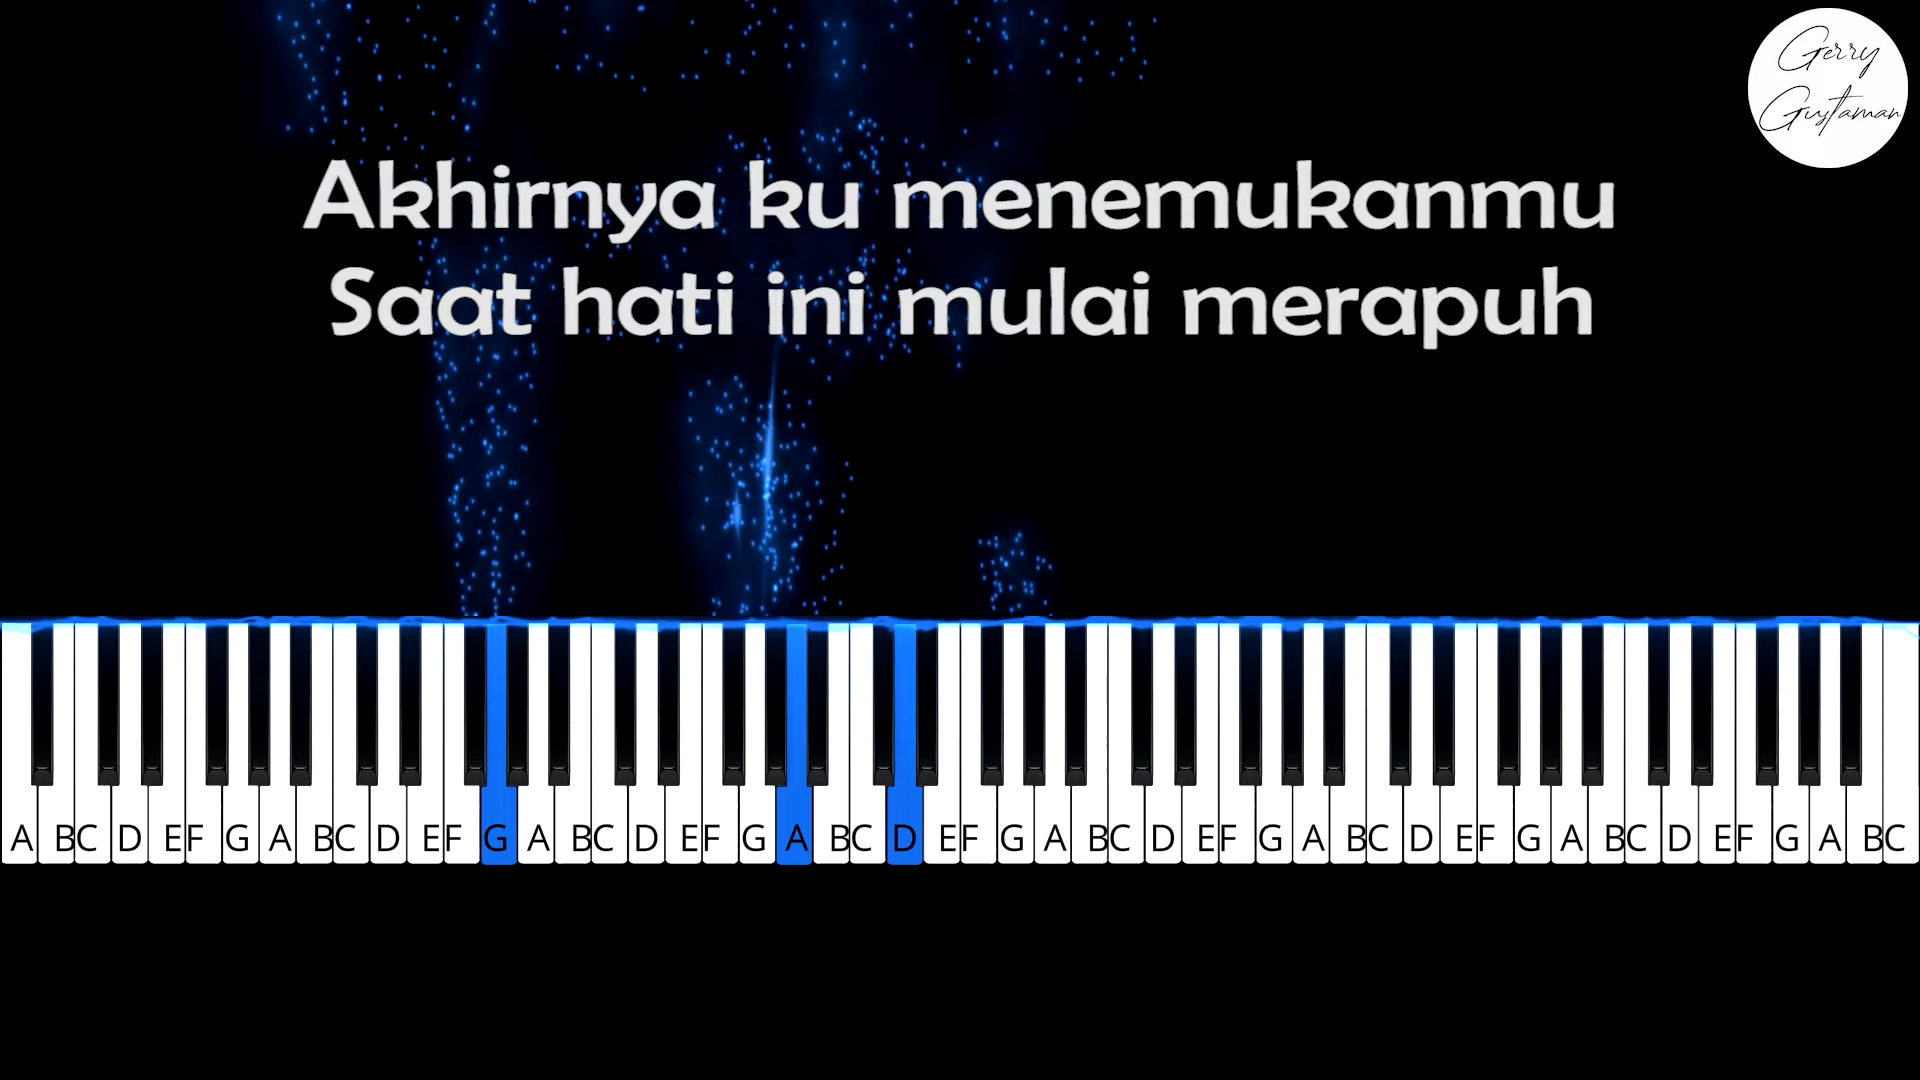 Gerry
Gustaman
Akhirnya ku menemukanmu
Saat hati ini mulai merapuh
A B C D E F G A B C D E F G A B C D E F G A B C D E F G A B C D E F G A B C D E F G A B C D E F G A B C